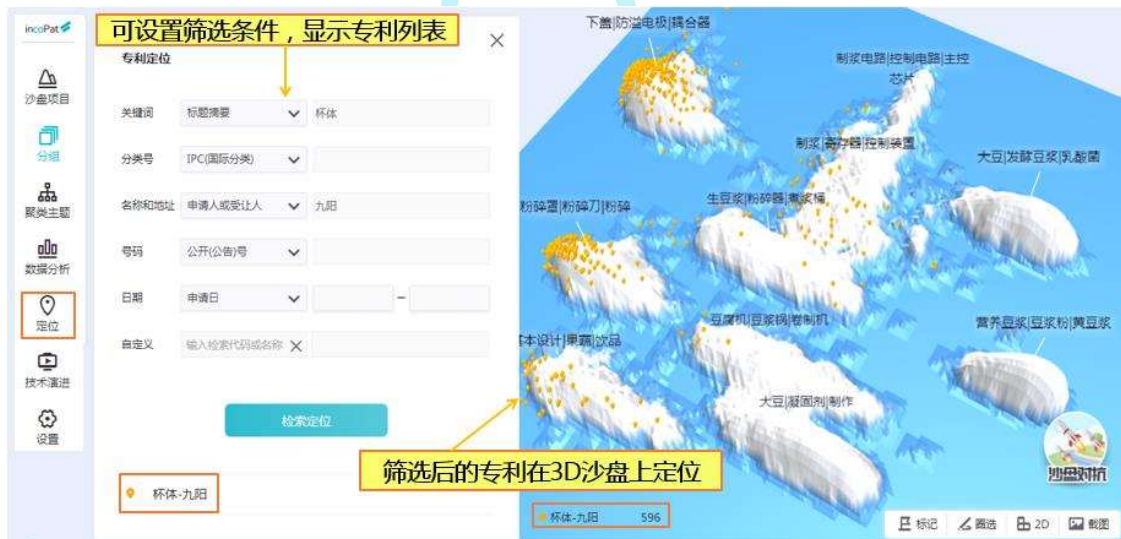 incoPat
沙盘项目
分组
聚类主题
数据分析
定位
技术演进
设置
可设置筛选条件，显示专利列表
专利定位
关键词 标题摘要 杯体
分类号 IPC(国际分类)
名称和地址 申请人或受让人 九阳
号码 公开(公告)号
日期 申请日 –
自定义 输入检索代码或名称
检索定位
杯体-九阳
下盖|防溢电极|耦合器
制浆电路|控制电路|主控
芯片
制浆|寄存器|控制装置
大豆|发酵豆浆|乳酸菌
生豆浆|粉碎器|煮浆桶
粉碎罩|粉碎刀|粉碎
豆腐机|豆浆锅|卷制机
营养豆浆|豆浆粉|黄豆浆
基本设计|果蔬|饮品
大豆|凝固剂|制作
筛选后的专利在3D沙盘上定位
杯体-九阳 596
沙盘对抗
标记 圈选 2D 截图